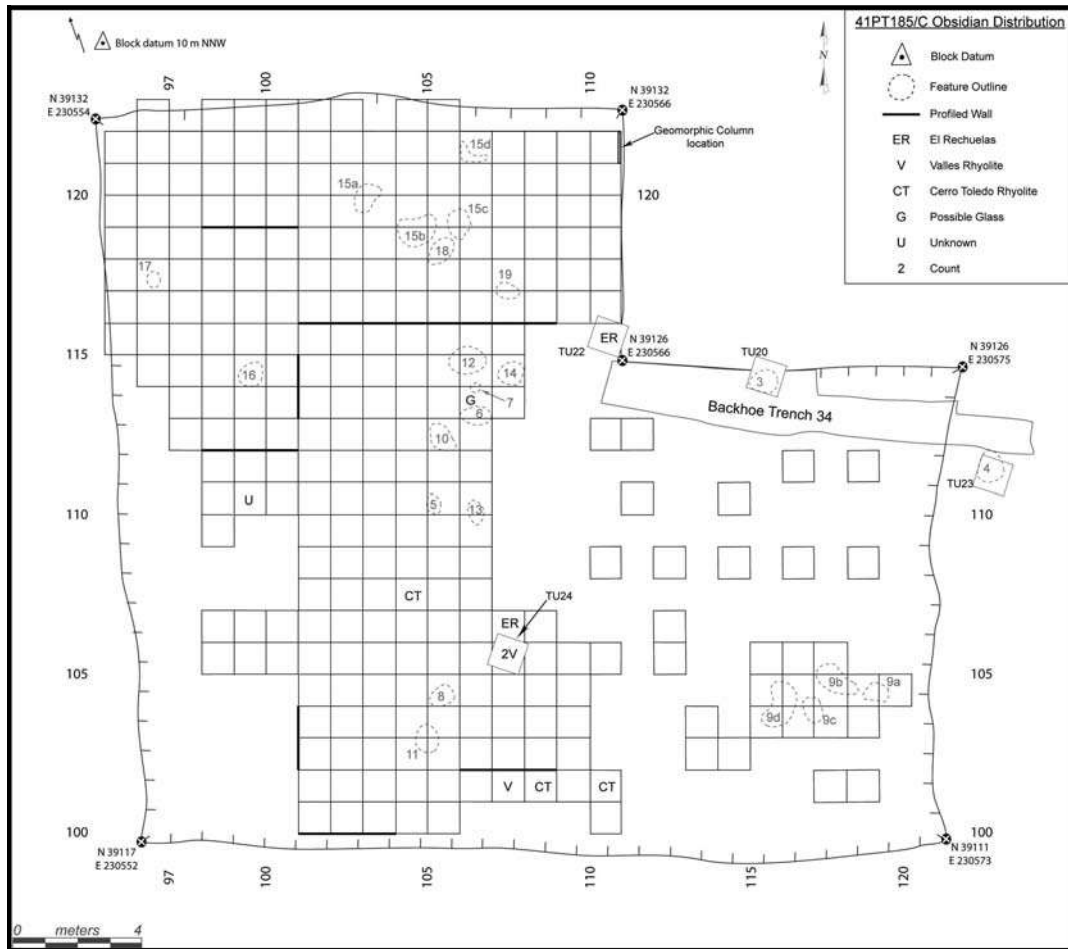 Block datum 10 m NNW
97
100
105
110
N 39132
E 230554
N 39132
E 230566
Geomorphic Column
location
N
41PT185/C Obsidian Distribution
Block Datum
Feature Outline
Profiled Wall
ER El Rechuelas
V Valles Rhyolite
CT Cerro Toledo Rhyolite
G Possible Glass
U Unknown
2 Count
120
120
15d
15a
15c
15b
18
17
19
115
ER
TU22
N 39126
E 230566
TU20
N 39126
E 230575
12
16
14
3
G
7
6
Backhoe Trench 34
10
4
TU23
U
5
13
110
110
CT
TU24
ER
2V
105
105
8
9b
9a
9d
9c
11
V
CT
CT
100
100
N 39117
E 230552
N 39111
E 230573
97
100
105
110
115
120
0 meters 4